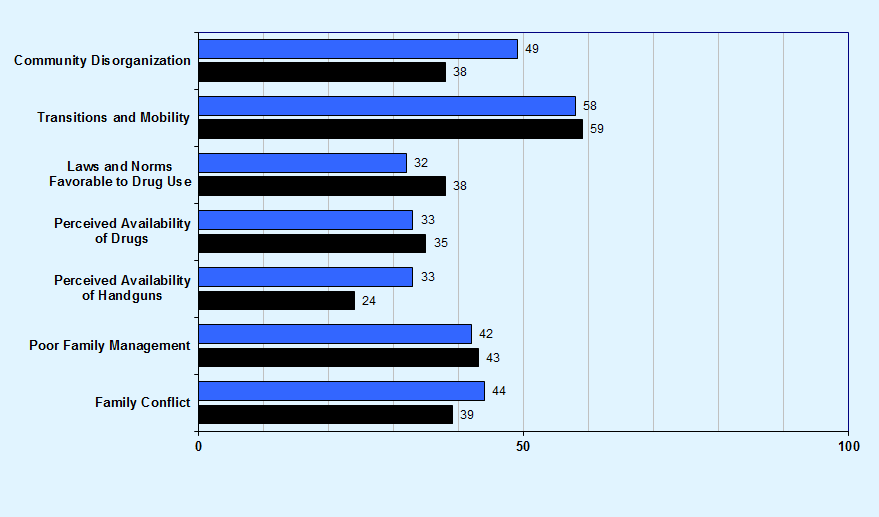 Community Disorganization
49
38
Transitions and Mobility
58
59
Laws and Norms
Favorable to Drug Use
32
38
Perceived Availability
of Drugs
33
35
Perceived Availability
of Handguns
33
24
Poor Family Management
42
43
Family Conflict
44
39
0
50
100